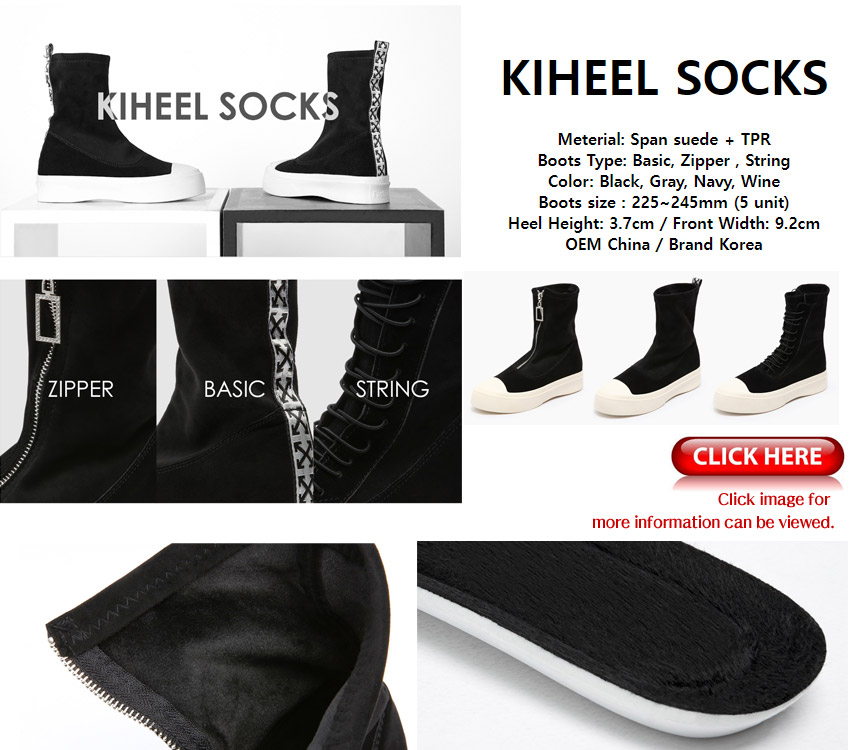 KIHEEL SOCKS
KIHEEL SOCKS
Meterial: Span suede + TPR
Boots Type: Basic, Zipper , String
Color: Black, Gray, Navy, Wine
Boots size : 225~245mm (5 unit)
Heel Height: 3.7cm / Front Width: 9.2cm
OEM China / Brand Korea
ZIPPER
BASIC
STRING
CLICK HERE
Click image for
more information can be viewed.